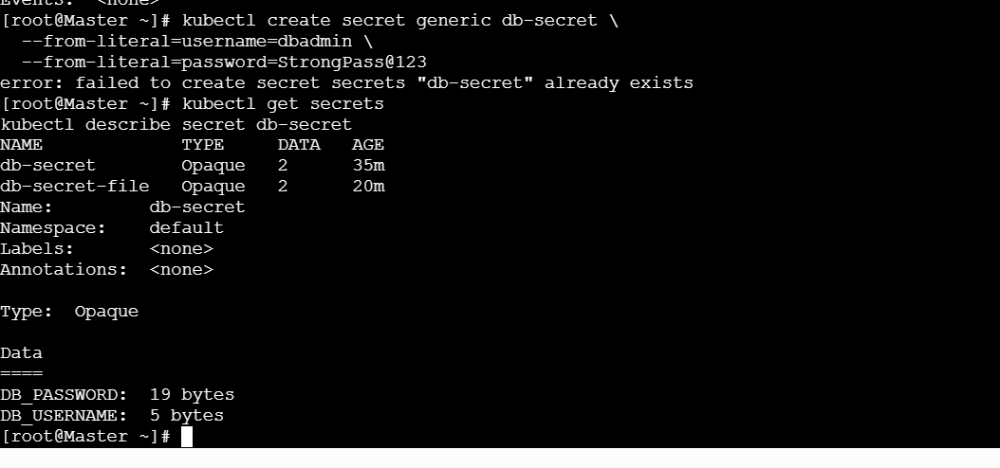 Events:  <none>
[root@Master ~]# kubectl create secret generic db-secret \
  --from-literal=username=dbadmin \
  --from-literal=password=StrongPass@123
error: failed to create secret secrets "db-secret" already exists
[root@Master ~]# kubectl get secrets
kubectl describe secret db-secret
NAME             TYPE     DATA   AGE
db-secret        Opaque   2      35m
db-secret-file   Opaque   2      20m
Name:         db-secret
Namespace:    default
Labels:       <none>
Annotations:  <none>
Type:  Opaque
Data
====
DB_PASSWORD:  19 bytes
DB_USERNAME:  5 bytes
[root@Master ~]#